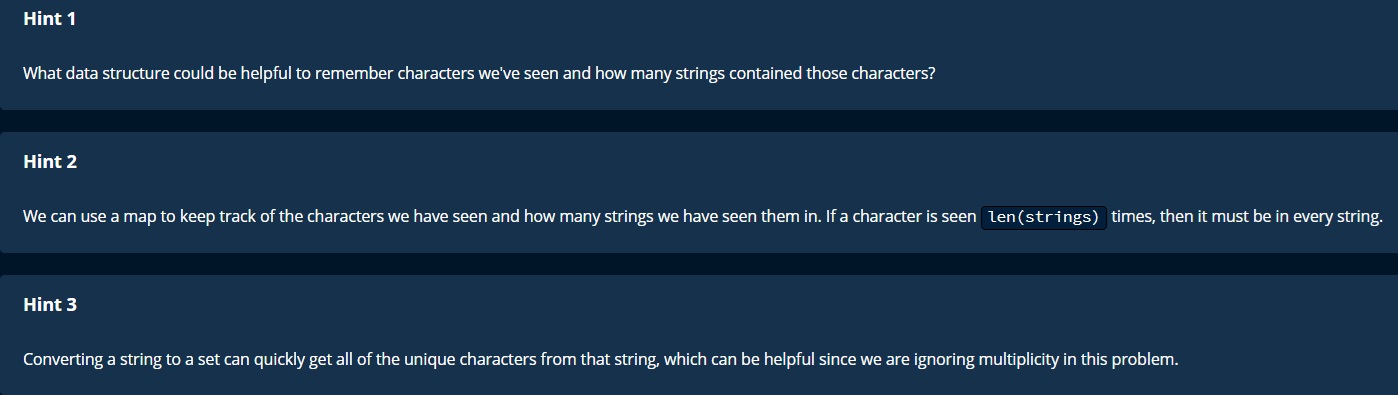 Hint 1
What data structure could be helpful to remember characters we've seen and how many strings contained those characters?
Hint 2
We can use a map to keep track of the characters we have seen and how many strings we have seen them in. If a character is seen len(strings) times, then it must be in every string.
Hint 3
Converting a string to a set can quickly get all of the unique characters from that string, which can be helpful since we are ignoring multiplicity in this problem.